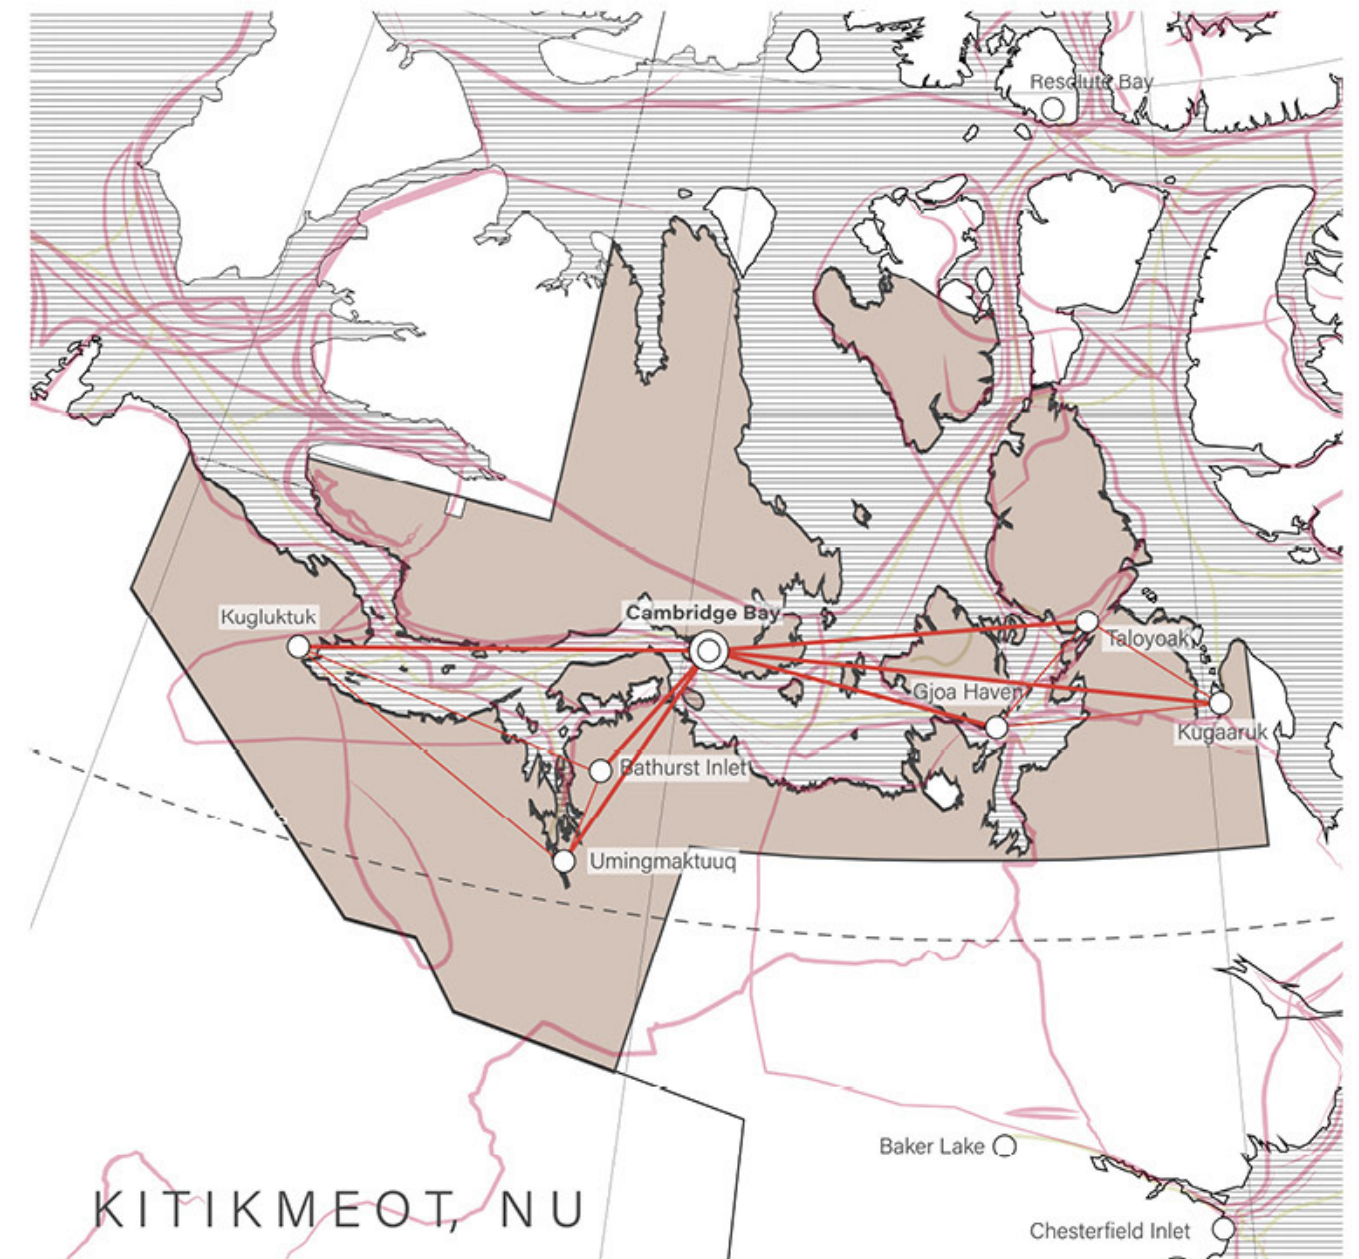 Resolute Bay
Kugluktuk
Cambridge Bay
Taloyoak
Gjoa Haven
Kugaaruk
Bathurst Inlet
Umingmaktuuq
Baker Lake
KITIKMEOT, NU
Chesterfield Inlet